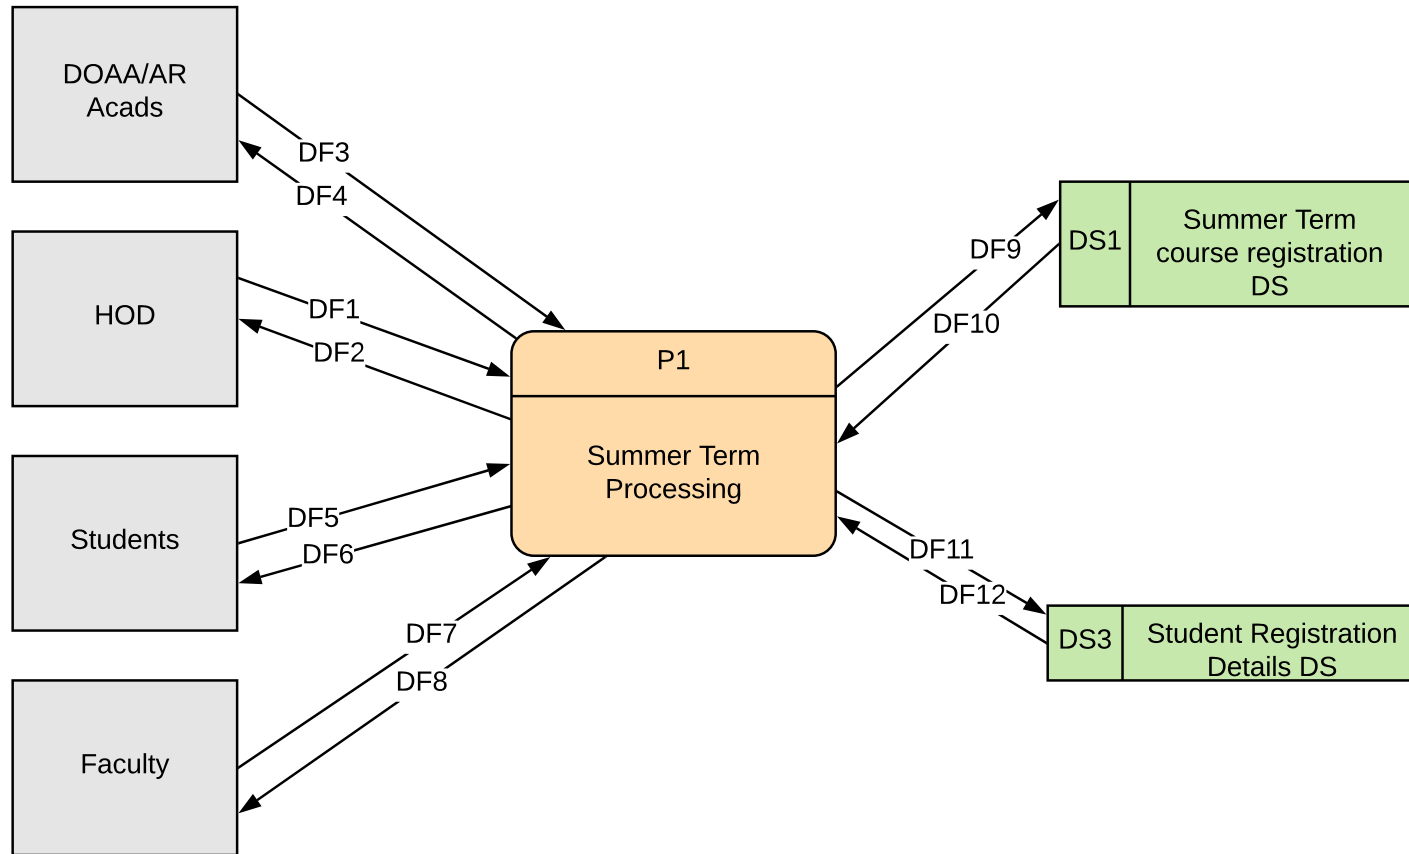 DOAA/AR
Acads
DF3
DF4
HOD
DF1
DF2
Students
DF5
DF6
Faculty
DF7
DF8
P1
Summer Term
Processing
DF9
DF10
DS1
Summer Term
course registration
DS
DF11
DF12
DS3
Student Registration
Details DS